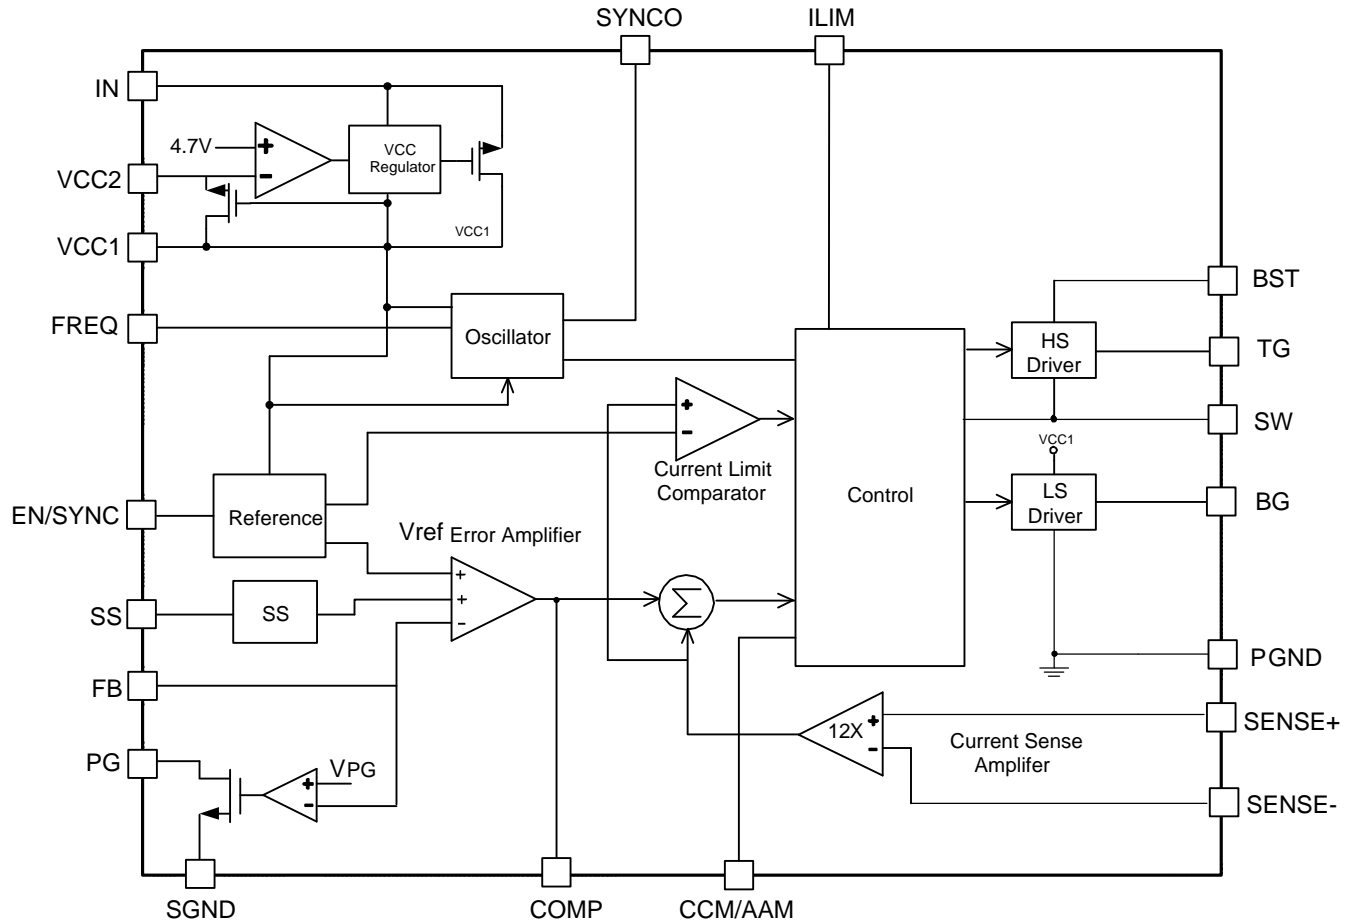 SYNCO
ILIM
IN
4.7V
+
-
VCC
Regulator
VCC2
VCC1
VCC1
FREQ
Oscillator
BST
HS
Driver
TG
SW
+
-
Current Limit
Comparator
Control
VCC1
LS
Driver
BG
EN/SYNC
Reference
Vref Error Amplifier
+
+
-
SS
SS
Σ
FB
PGND
PG
VPG
+
-
12X
+
-
Current Sense
Amplifer
SENSE+
SENSE-
SGND
COMP
CCM/AAM